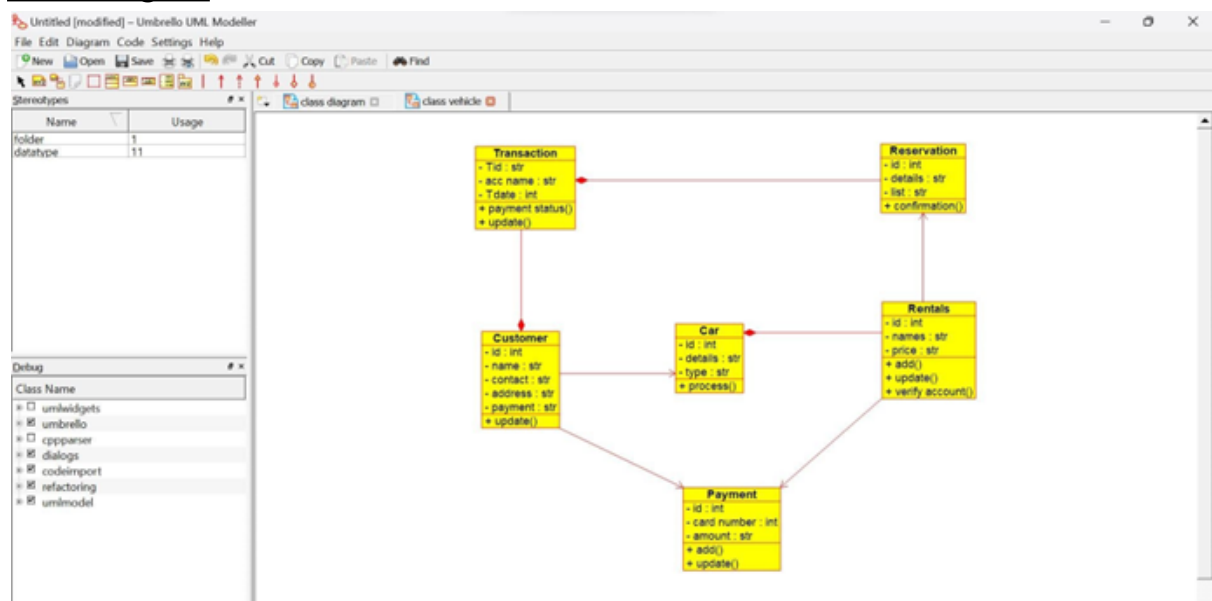 Untitled [modified] – Umbrello UML Modeller
File Edit Diagram Code Settings Help
New Open Save Cut Copy Paste Find
Stereotypes
class diagram class vehicle
Name Usage
folder 1
datatype 11
Transaction
- Tid : str
- acc name : str
- Tdate : int
+ payment status()
+ update()
Reservation
- id : int
- details : str
- list : str
+ confirmation()
Customer
- id : int
- name : str
- contact : str
- address : str
- payment : str
+ update()
Car
- id : int
- details : str
- type : str
+ process()
Rentals
- id : int
- names : str
- price : str
+ add()
+ update()
+ verify account()
Payment
- id : int
- card number : int
- amount : str
+ add()
+ update()
Debug
Class Name
umlwidgets
umbrello
cppparser
dialogs
codeimport
refactoring
umlmodel